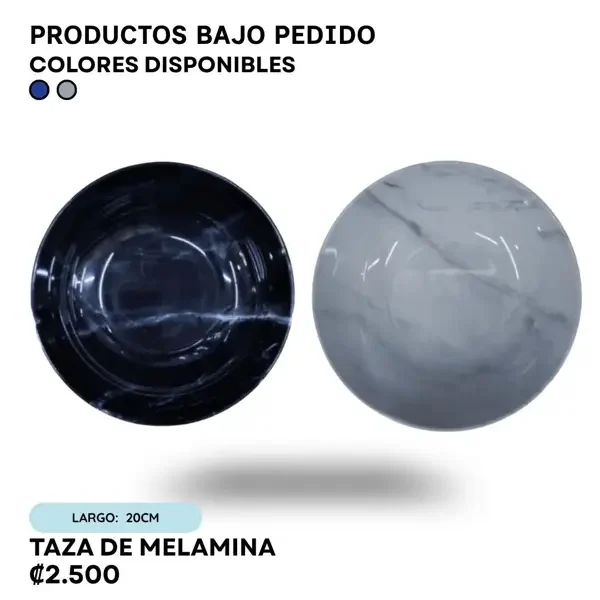 PRODUCTOS BAJO PEDIDO
COLORES DISPONIBLES
LARGO: 20CM
TAZA DE MELAMINA
₡2.500